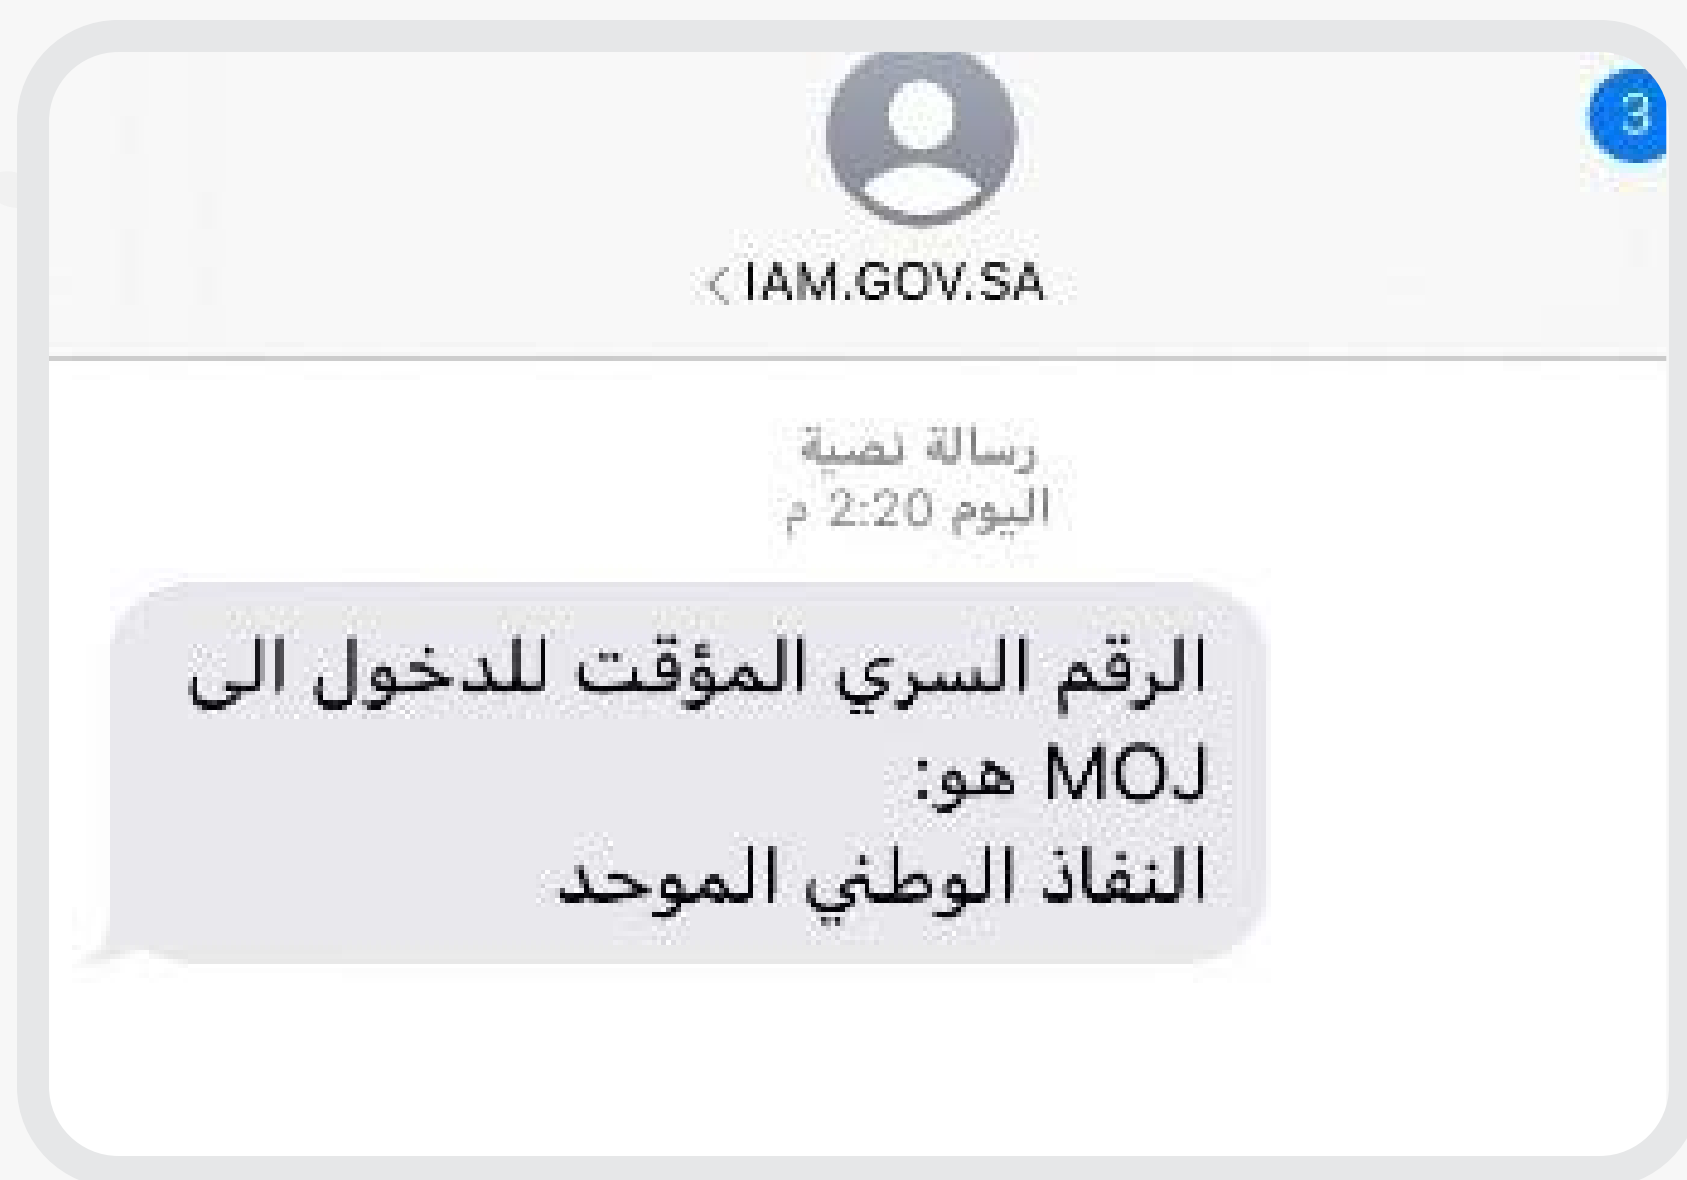 3
IAM.GOV.SA >
رسالة نصية
اليوم 2:20 م
الرقم السري المؤقت للدخول الى
MOJ هو:
النفاذ الوطني الموحد